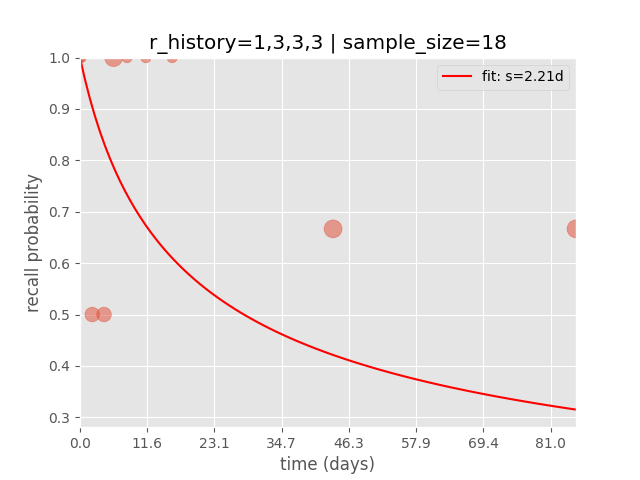 r_history=1,3,3,3 | sample_size=18
fit: s=2.21d
recall probability
1.0
0.9
0.8
0.7
0.6
0.5
0.4
0.3
0.0 11.6 23.1 34.7 46.3 57.9 69.4 81.0
time (days)